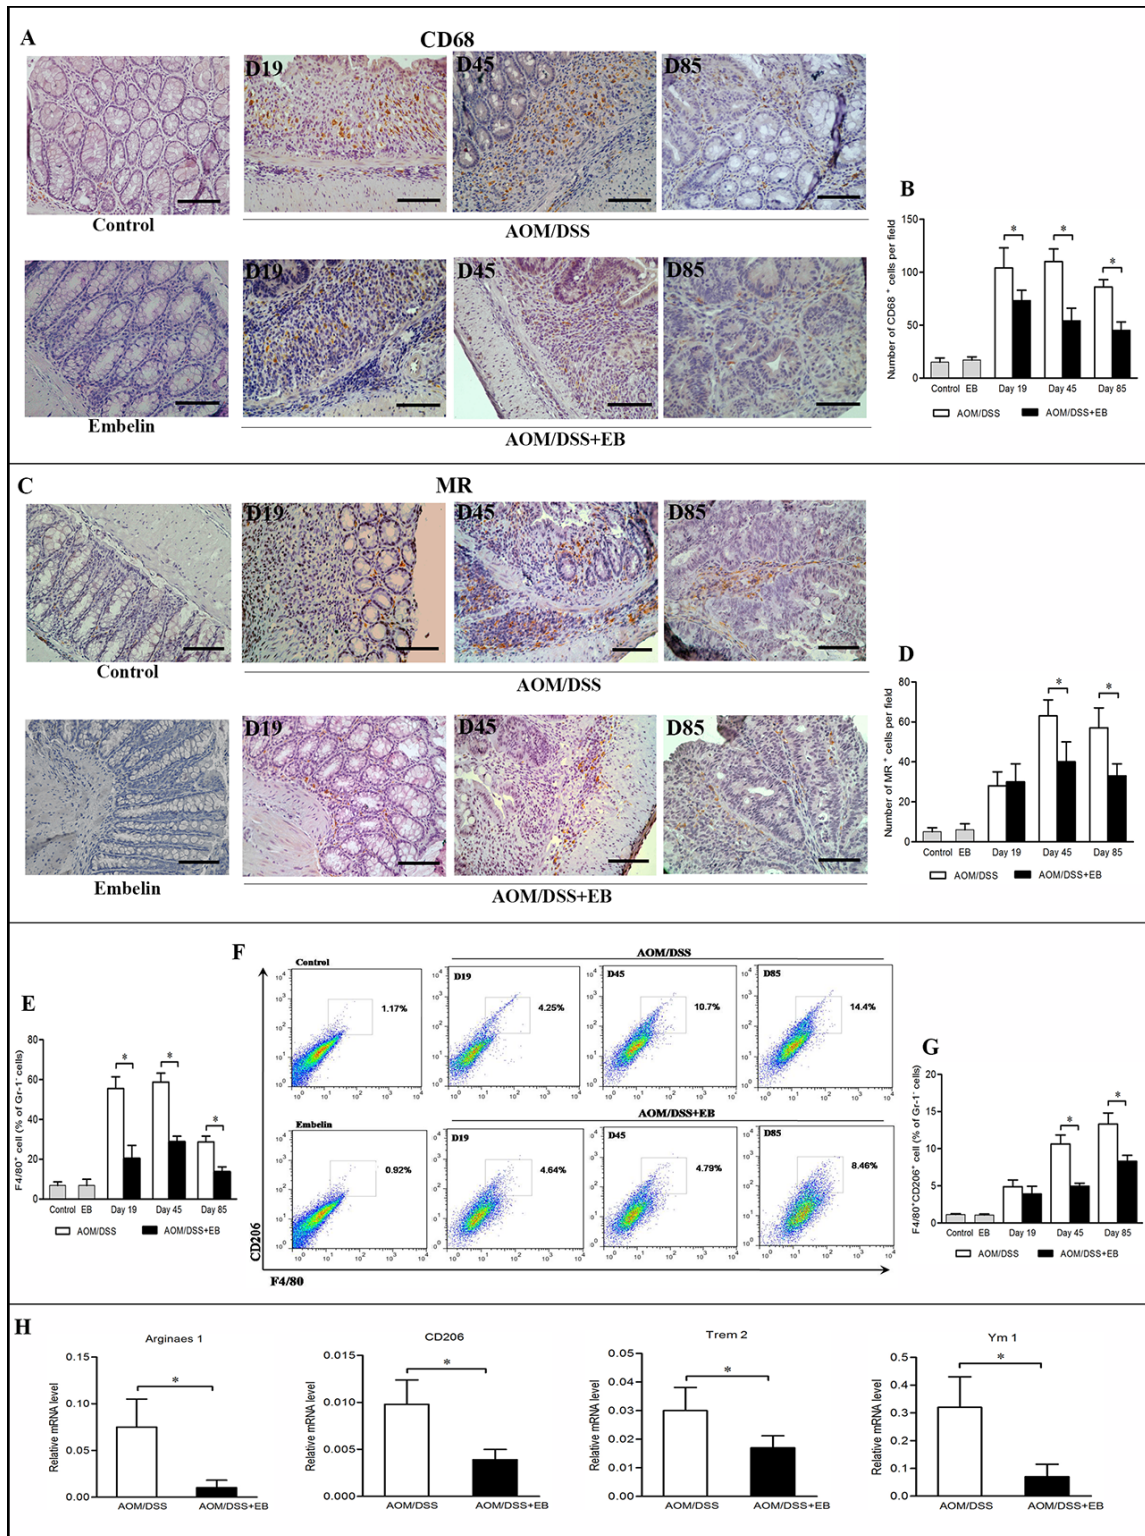 A
CD68
D19
D45
D85
Control
AOM/DSS
D19
D45
D85
Embelin
AOM/DSS+EB
B
Number of CD68 + cells per field
150
100
50
0
*
*
*
Control EB Day 19 Day 45 Day 85
AOM/DSS AOM/DSS+EB
C
MR
D19
D45
D85
Control
AOM/DSS
D19
D45
D85
Embelin
AOM/DSS+EB
D
Number of MR + cells per field
80
60
40
20
0
*
*
Control EB Day 19 Day 45 Day 85
AOM/DSS AOM/DSS+EB
E
F4/80+ cell (% of Gr-1- cells)
80
60
40
20
0
*
*
*
Control EB Day 19 Day 45 Day 85
AOM/DSS AOM/DSS+EB
F
AOM/DSS
Control
1.17%
D19
4.25%
D45
10.7%
D85
14.4%
AOM/DSS+EB
Embelin
0.92%
D19
4.64%
D45
4.79%
D85
8.46%
CD206
F4/80
G
F4/80+CD206+ cell (% of Gr-1- cells)
20
15
10
5
0
*
*
Control EB Day 19 Day 45 Day 85
AOM/DSS AOM/DSS+EB
H
Arginaes 1
Relative mRNA level
0.15
0.10
0.05
0.00
*
AOM/DSS AOM/DSS+EB
CD206
Relative mRNA level
0.015
0.010
0.005
0.000
*
AOM/DSS AOM/DSS+EB
Trem 2
Relative mRNA level
0.05
0.04
0.03
0.02
0.01
0.00
*
AOM/DSS AOM/DSS+EB
Ym 1
Relative mRNA level
0.5
0.4
0.3
0.2
0.1
0.0
*
AOM/DSS AOM/DSS+EB